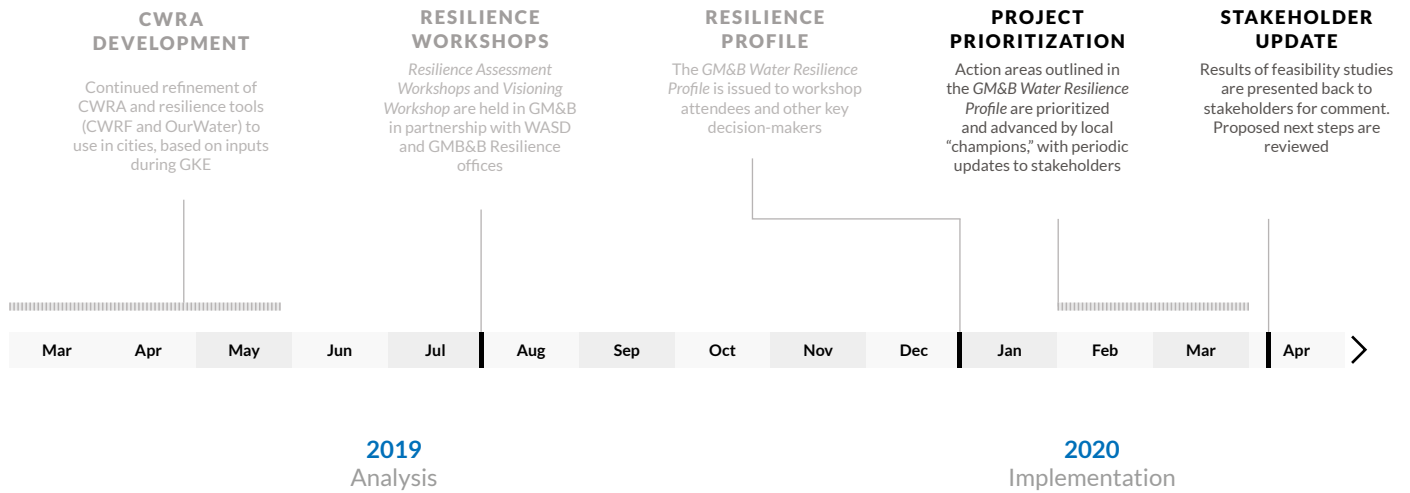 CWRA
DEVELOPMENT
Continued refinement of
CWRA and resilience tools
(CWRF and OurWater) to
use in cities, based on inputs
during GKE
RESILIENCE
WORKSHOPS
Resilience Assessment
Workshops and Visioning
Workshop are held in GM&B
in partnership with WASD
and GMB&B Resilience
offices
RESILIENCE
PROFILE
The GM&B Water Resilience
Profile is issued to workshop
attendees and other key
decision-makers
PROJECT
PRIORITIZATION
Action areas outlined in
the GM&B Water Resilience
Profile are prioritized
and advanced by local
“champions,” with periodic
updates to stakeholders
STAKEHOLDER
UPDATE
Results of feasibility studies
are presented back to
stakeholders for comment.
Proposed next steps are
reviewed
Mar Apr May Jun Jul Aug Sep Oct Nov Dec Jan Feb Mar Apr
2019
Analysis
2020
Implementation